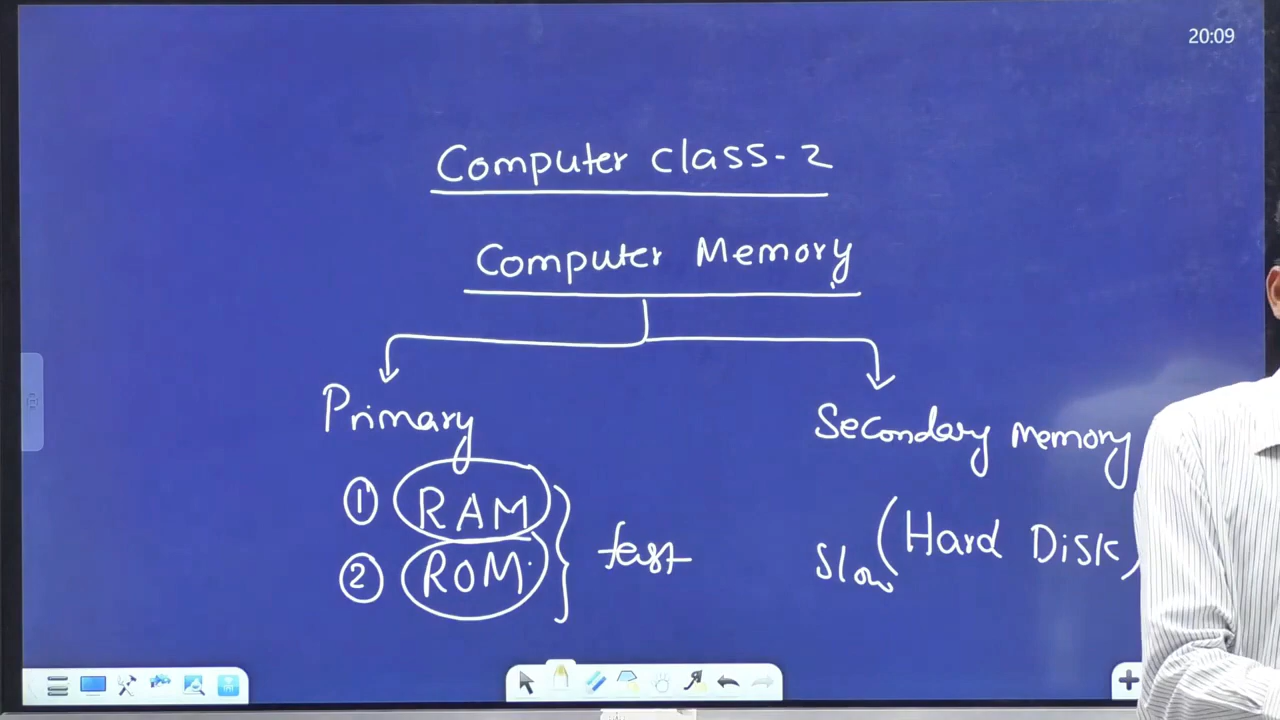 20:09
Computer class-2
Computer Memory
Primary
Secondary Memory
① RAM
② ROM
fast
slow (Hard Disk)